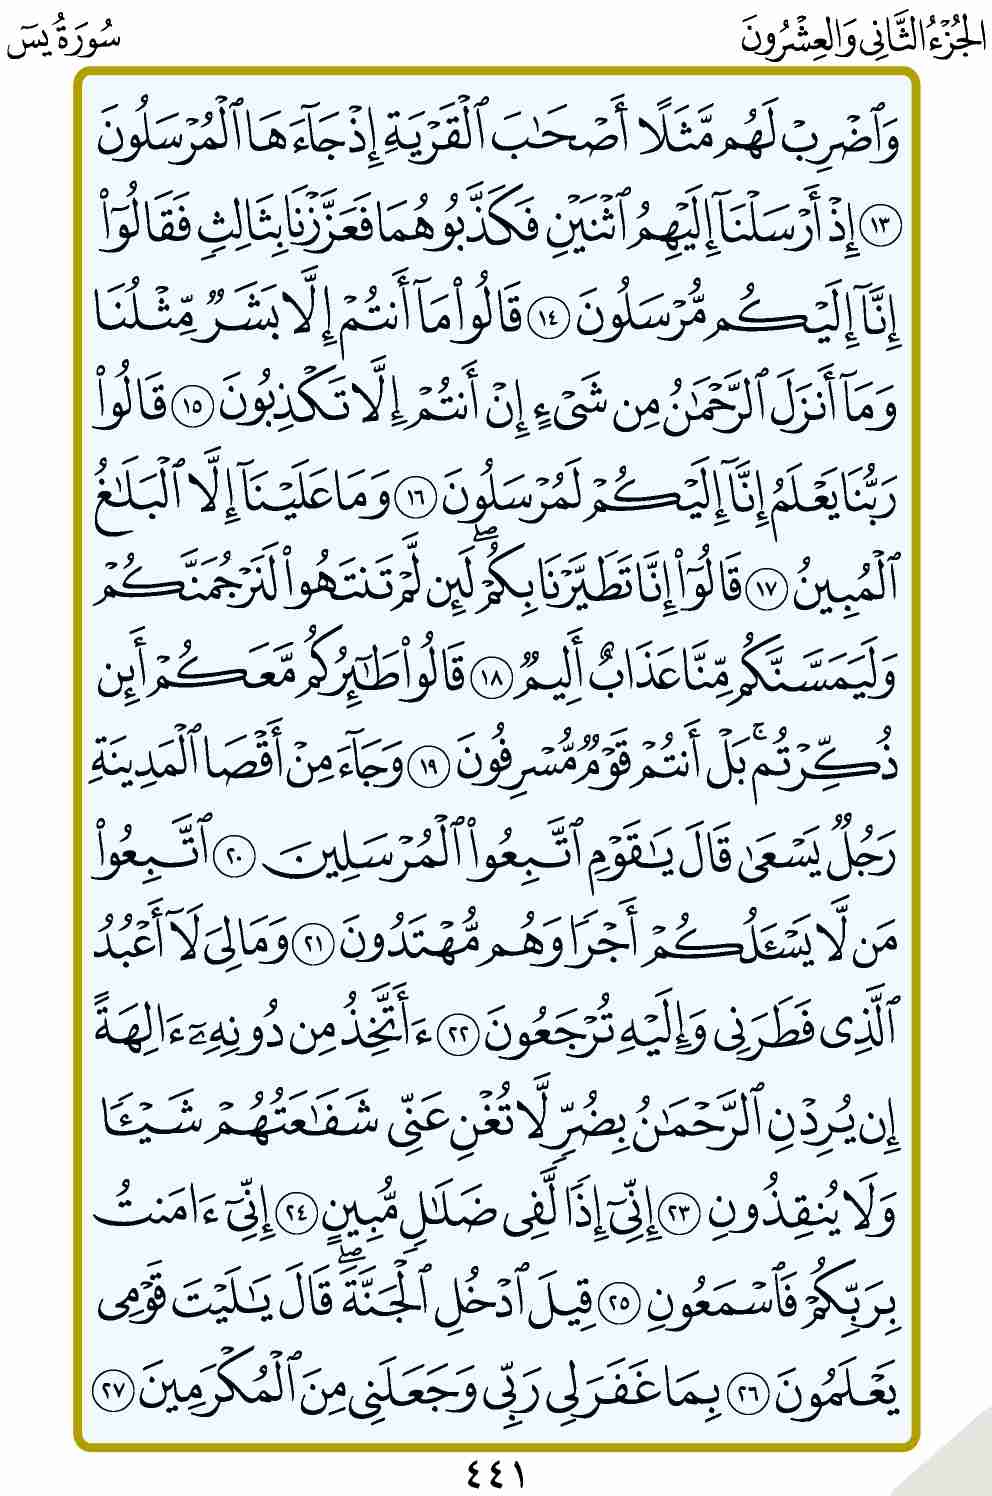 الجُزْءُ الثَّانِي وَالعِشْرُونَ
سُورَةُ يسٓ
وَٱضْرِبْ لَهُم مَّثَلًا أَصْحَٰبَ ٱلْقَرْيَةِ إِذْ جَآءَهَا ٱلْمُرْسَلُونَ
١٣ إِذْ أَرْسَلْنَآ إِلَيْهِمُ ٱثْنَيْنِ فَكَذَّبُوهُمَا فَعَزَّزْنَا بِثَالِثٍ فَقَالُوٓا۟
إِنَّآ إِلَيْكُم مُّرْسَلُونَ ١٤ قَالُوا۟ مَآ أَنتُمْ إِلَّا بَشَرٌ مِّثْلُنَا
وَمَآ أَنزَلَ ٱلرَّحْمَٰنُ مِن شَىْءٍ إِنْ أَنتُمْ إِلَّا تَكْذِبُونَ ١٥ قَالُوا۟
رَبُّنَا يَعْلَمُ إِنَّآ إِلَيْكُمْ لَمُرْسَلُونَ ١٦ وَمَا عَلَيْنَآ إِلَّا ٱلْبَلَٰغُ
ٱلْمُبِينُ ١٧ قَالُوٓا۟ إِنَّا تَطَيَّرْنَا بِكُمْ ۖ لَئِن لَّمْ تَنتَهُوا۟ لَنَرْجُمَنَّكُمْ
وَلَيَمَسَّنَّكُم مِّنَّا عَذَابٌ أَلِيمٌ ١٨ قَالُوا۟ طَٰٓئِرُكُم مَّعَكُمْ أَئِن
ذُكِّرْتُم ۚ بَلْ أَنتُمْ قَوْمٌ مُّسْرِفُونَ ١٩ وَجَآءَ مِنْ أَقْصَا ٱلْمَدِينَةِ
رَجُلٌ يَسْعَىٰ قَالَ يَٰقَوْمِ ٱتَّبِعُوا۟ ٱلْمُرْسَلِينَ ٢٠ ٱتَّبِعُوا۟
مَن لَّا يَسْـَٔلُكُمْ أَجْرًا وَهُم مُّهْتَدُونَ ٢١ وَمَا لِىَ لَآ أَعْبُدُ
ٱلَّذِى فَطَرَنِى وَإِلَيْهِ تُرْجَعُونَ ٢٢ ءَأَتَّخِذُ مِن دُونِهِۦٓ ءَالِهَةً
إِن يُرِدْنِ ٱلرَّحْمَٰنُ بِضُرٍّ لَّا تُغْنِ عَنِّى شَفَٰعَتُهُمْ شَيْـًٔا
وَلَا يُنقِذُونِ ٢٣ إِنِّىٓ إِذًا لَّفِى ضَلَٰلٍ مُّبِينٍ ٢٤ إِنِّىٓ ءَامَنتُ
بِرَبِّكُمْ فَٱسْمَعُونِ ٢٥ قِيلَ ٱدْخُلِ ٱلْجَنَّةَ ۖ قَالَ يَٰلَيْتَ قَوْمِى
يَعْلَمُونَ ٢٦ بِمَا غَفَرَ لِى رَبِّى وَجَعَلَنِى مِنَ ٱلْمُكْرَمِينَ ٢٧
٤٤١